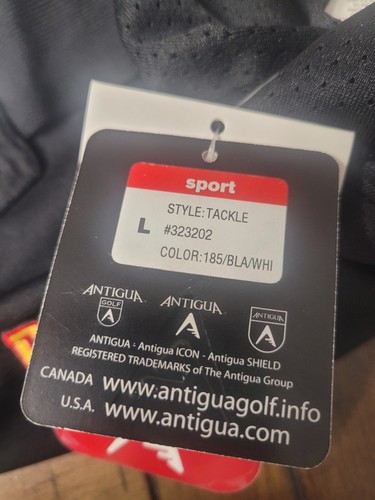 sport
STYLE:TACKLE
L
#323202
COLOR:185/BLA/WHI
ANTIGUA
GOLF
ANTIGUA
ANTIGUA
ANTIGUA - Antigua ICON - Antigua SHIELD
REGISTERED TRADEMARKS of The Antigua Group
CANADA www.antiguagolf.info
U.S.A. www.antigua.com